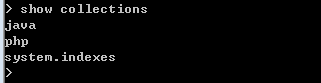 > show collections
java
php
system.indexes
>